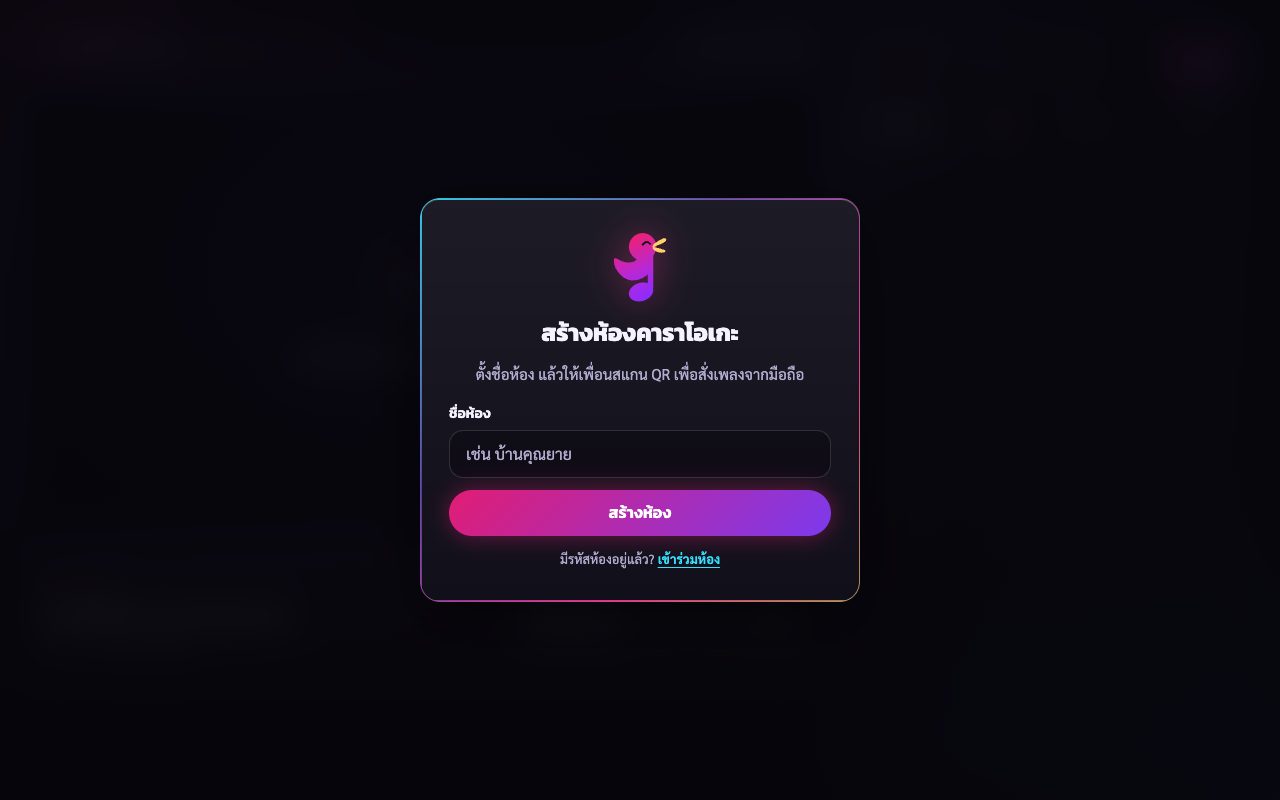 สร้างห้องคาราโอเกะ
ตั้งชื่อห้อง แล้วให้เพื่อนสแกน QR เพื่อสั่งเพลงจากมือถือ
ชื่อห้อง
เช่น บ้านคุณยาย
สร้างห้อง
มีรหัสห้องอยู่แล้ว? เข้าร่วมห้อง